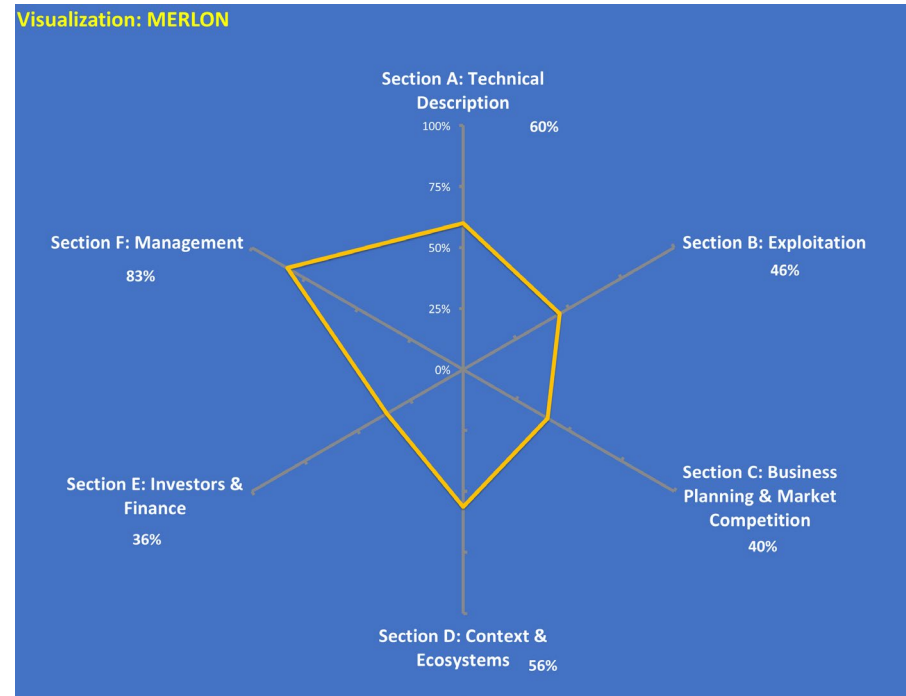 Visualization: MERLON
Section A: Technical
Description
60%
100%
75%
50%
25%
0%
Section B: Exploitation
46%
Section C: Business
Planning & Market
Competition
40%
Section D: Context &
Ecosystems
56%
Section E: Investors &
Finance
36%
Section F: Management
83%